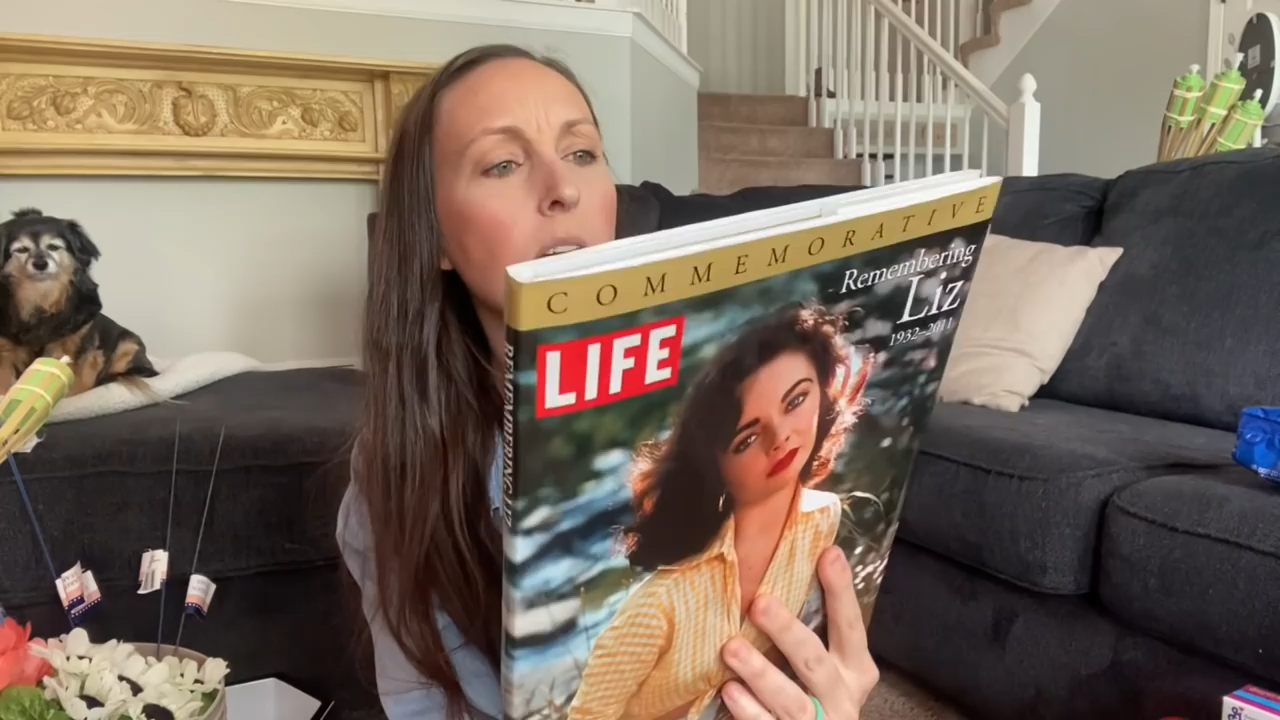 COMMEMORATIVE
LIFE
Remembering
Liz
1932–2011
REMEMBERING LIZ